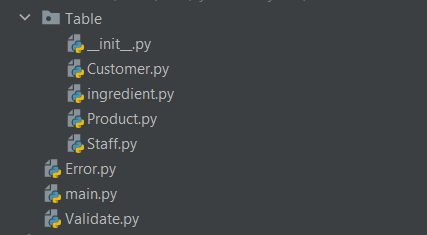 Table
__init__.py
Customer.py
ingredient.py
Product.py
Staff.py
Error.py
main.py
Validate.py